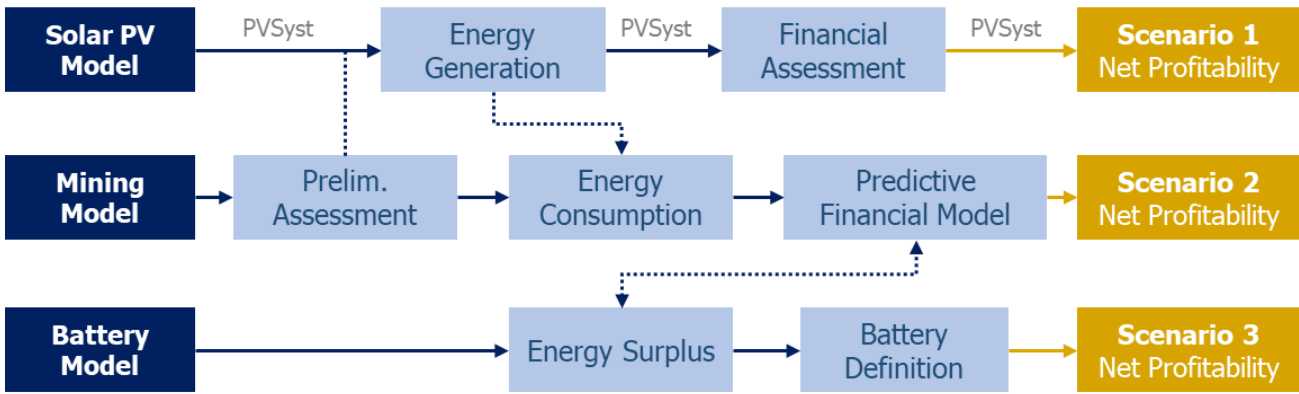 Solar PV
Model
PVSyst
Energy
Generation
PVSyst
Financial
Assessment
PVSyst
Scenario 1
Net Profitability
Mining
Model
Prelim.
Assessment
Energy
Consumption
Predictive
Financial Model
Scenario 2
Net Profitability
Battery
Model
Energy Surplus
Battery
Definition
Scenario 3
Net Profitability